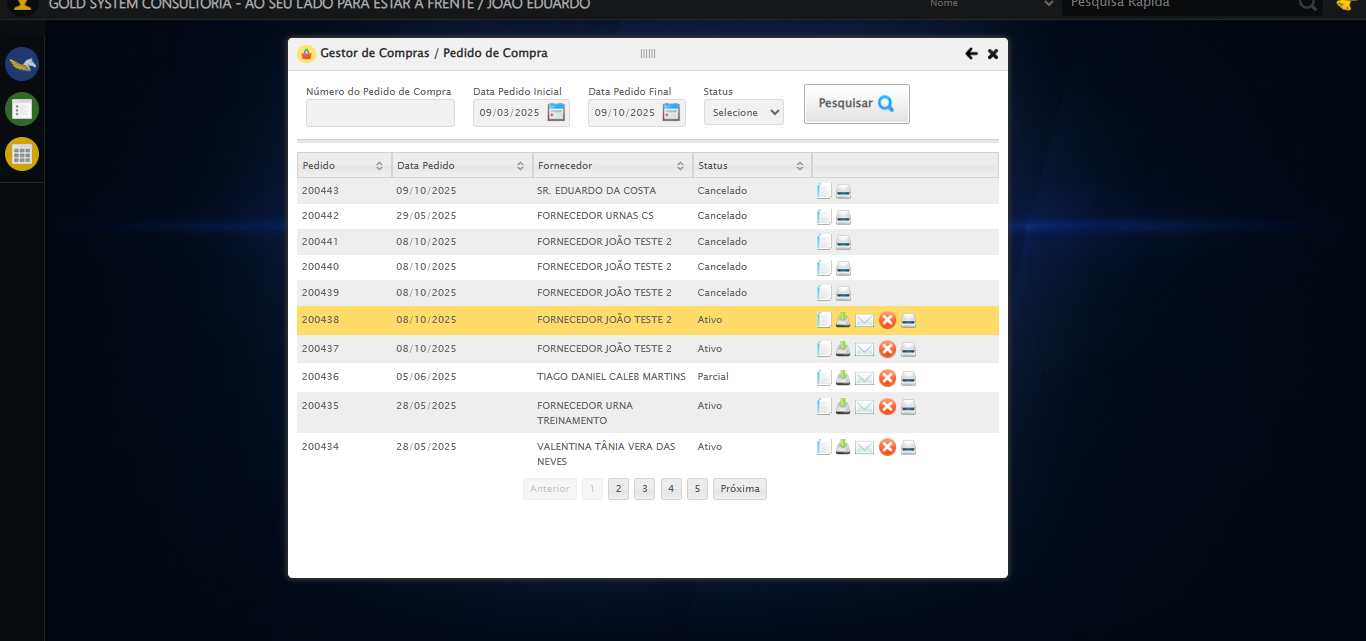 GOLD SYSTEM CONSULTORIA - AO SEU LADO PARA ESTAR À FRENTE / JOÃO EDUARDO
Nome
Pesquisa Rápida
Gestor de Compras / Pedido de Compra
Número do Pedido de Compra Data Pedido Inicial Data Pedido Final Status
09/03/2025 09/10/2025 Selecione Pesquisar
Pedido Data Pedido Fornecedor Status
200443 09/10/2025 SR. EDUARDO DA COSTA Cancelado
200442 29/05/2025 FORNECEDOR URNAS CS Cancelado
200441 08/10/2025 FORNECEDOR JOÃO TESTE 2 Cancelado
200440 08/10/2025 FORNECEDOR JOÃO TESTE 2 Cancelado
200439 08/10/2025 FORNECEDOR JOÃO TESTE 2 Cancelado
200438 08/10/2025 FORNECEDOR JOÃO TESTE 2 Ativo
200437 08/10/2025 FORNECEDOR JOÃO TESTE 2 Ativo
200436 05/06/2025 TIAGO DANIEL CALEB MARTINS Parcial
200435 28/05/2025 FORNECEDOR URNA Ativo
TREINAMENTO
200434 28/05/2025 VALENTINA TÂNIA VERA DAS Ativo
NEVES
Anterior 1 2 3 4 5 Próxima